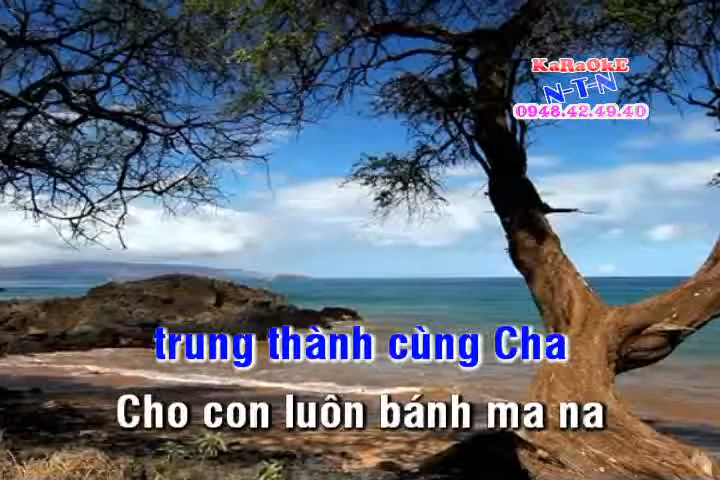 KaRaOkE
N-T-N
0948.42.49.40
trung thành cùng Cha
Cho con luôn bánh ma na